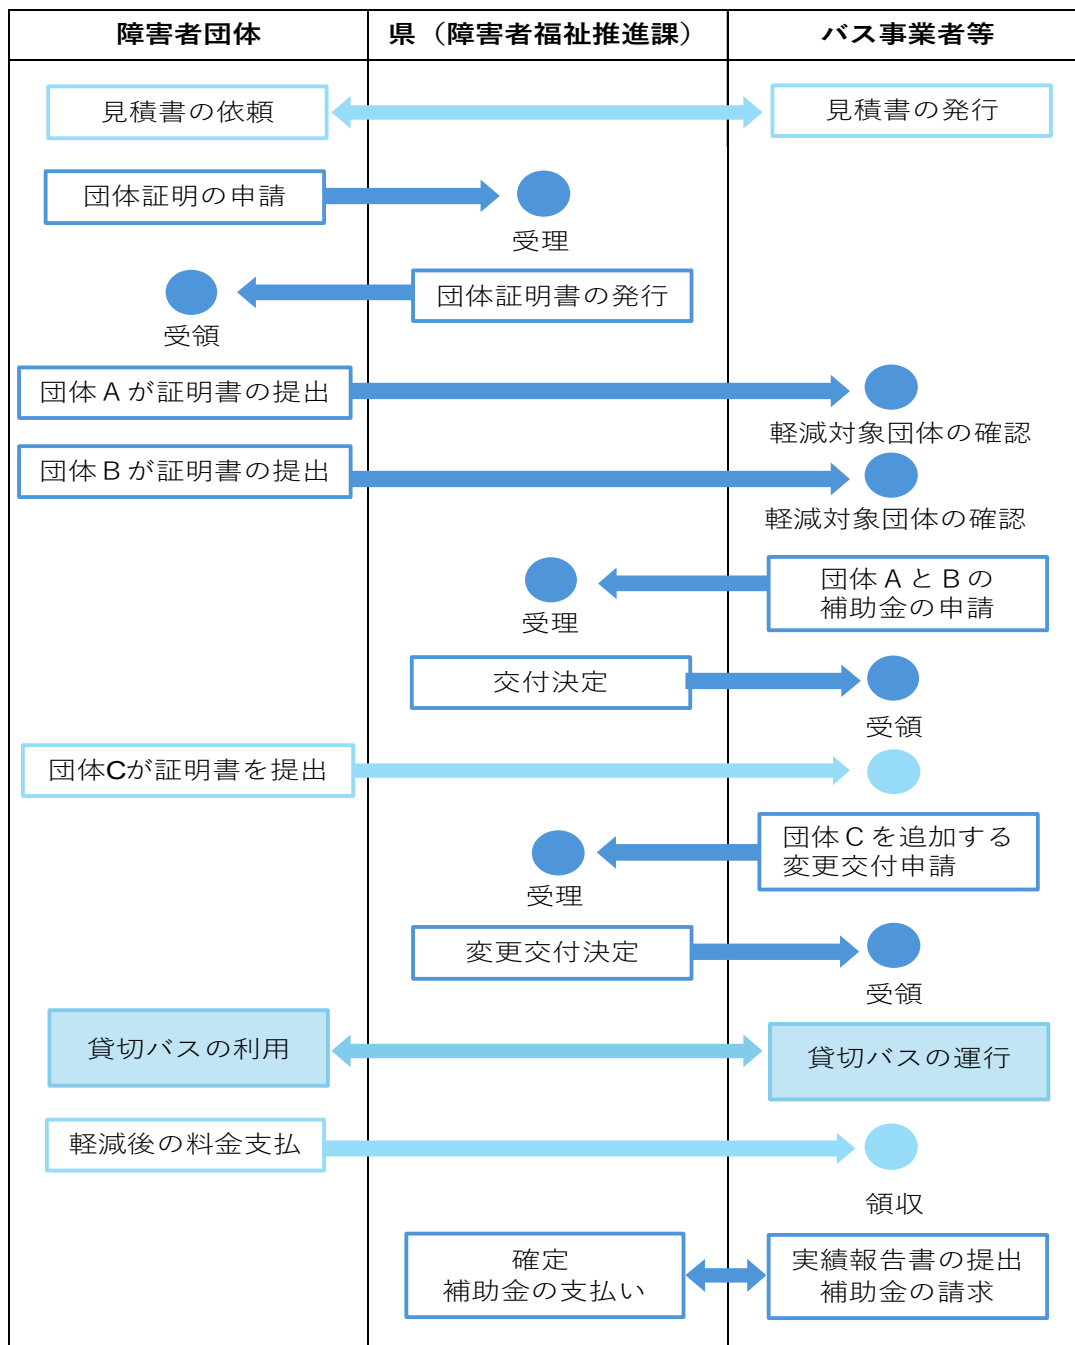 障害者団体
県（障害者福祉推進課）
バス事業者等
見積書の依頼
見積書の発行
団体証明の申請
受理
団体証明書の発行
受領
団体Ａが証明書の提出
軽減対象団体の確認
団体Ｂが証明書の提出
軽減対象団体の確認
団体ＡとＢの
補助金の申請
受理
交付決定
受領
団体Cが証明書を提出
団体Ｃを追加する
変更交付申請
受理
変更交付決定
受領
貸切バスの利用
貸切バスの運行
軽減後の料金支払
領収
確定
補助金の支払い
実績報告書の提出
補助金の請求